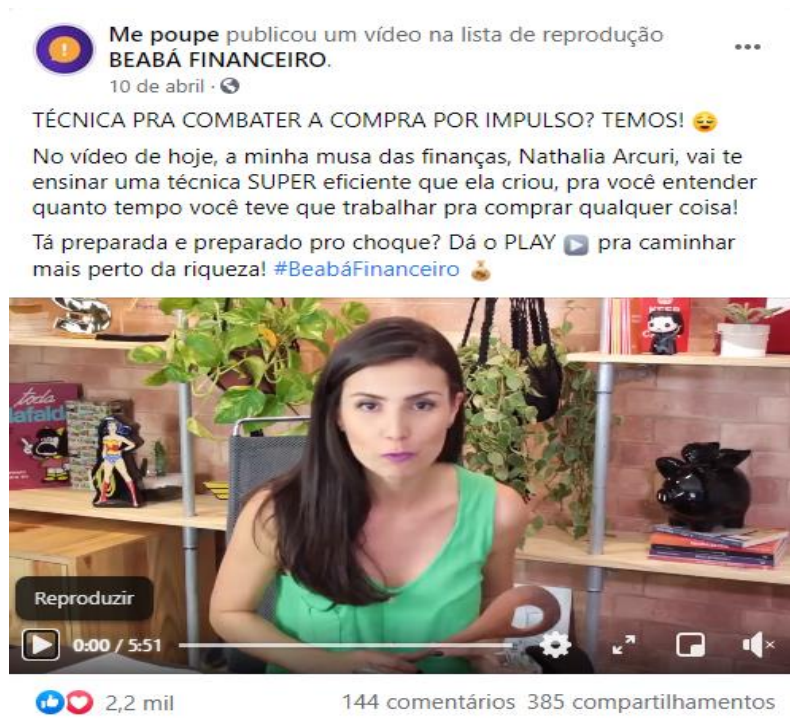 Me poupe publicou um vídeo na lista de reprodução
BEABÁ FINANCEIRO.
10 de abril ·
TÉCNICA PRA COMBATER A COMPRA POR IMPULSO? TEMOS! 😌
No vídeo de hoje, a minha musa das finanças, Nathalia Arcuri, vai te
ensinar uma técnica SUPER eficiente que ela criou, pra você entender
quanto tempo você teve que trabalhar pra comprar qualquer coisa!
Tá preparada e preparado pro choque? Dá o PLAY ▶️ pra caminhar
mais perto da riqueza! #BeabáFinanceiro 💰
toda
Reproduzir
0:00 / 5:51
2,2 mil
144 comentários 385 compartilhamentos